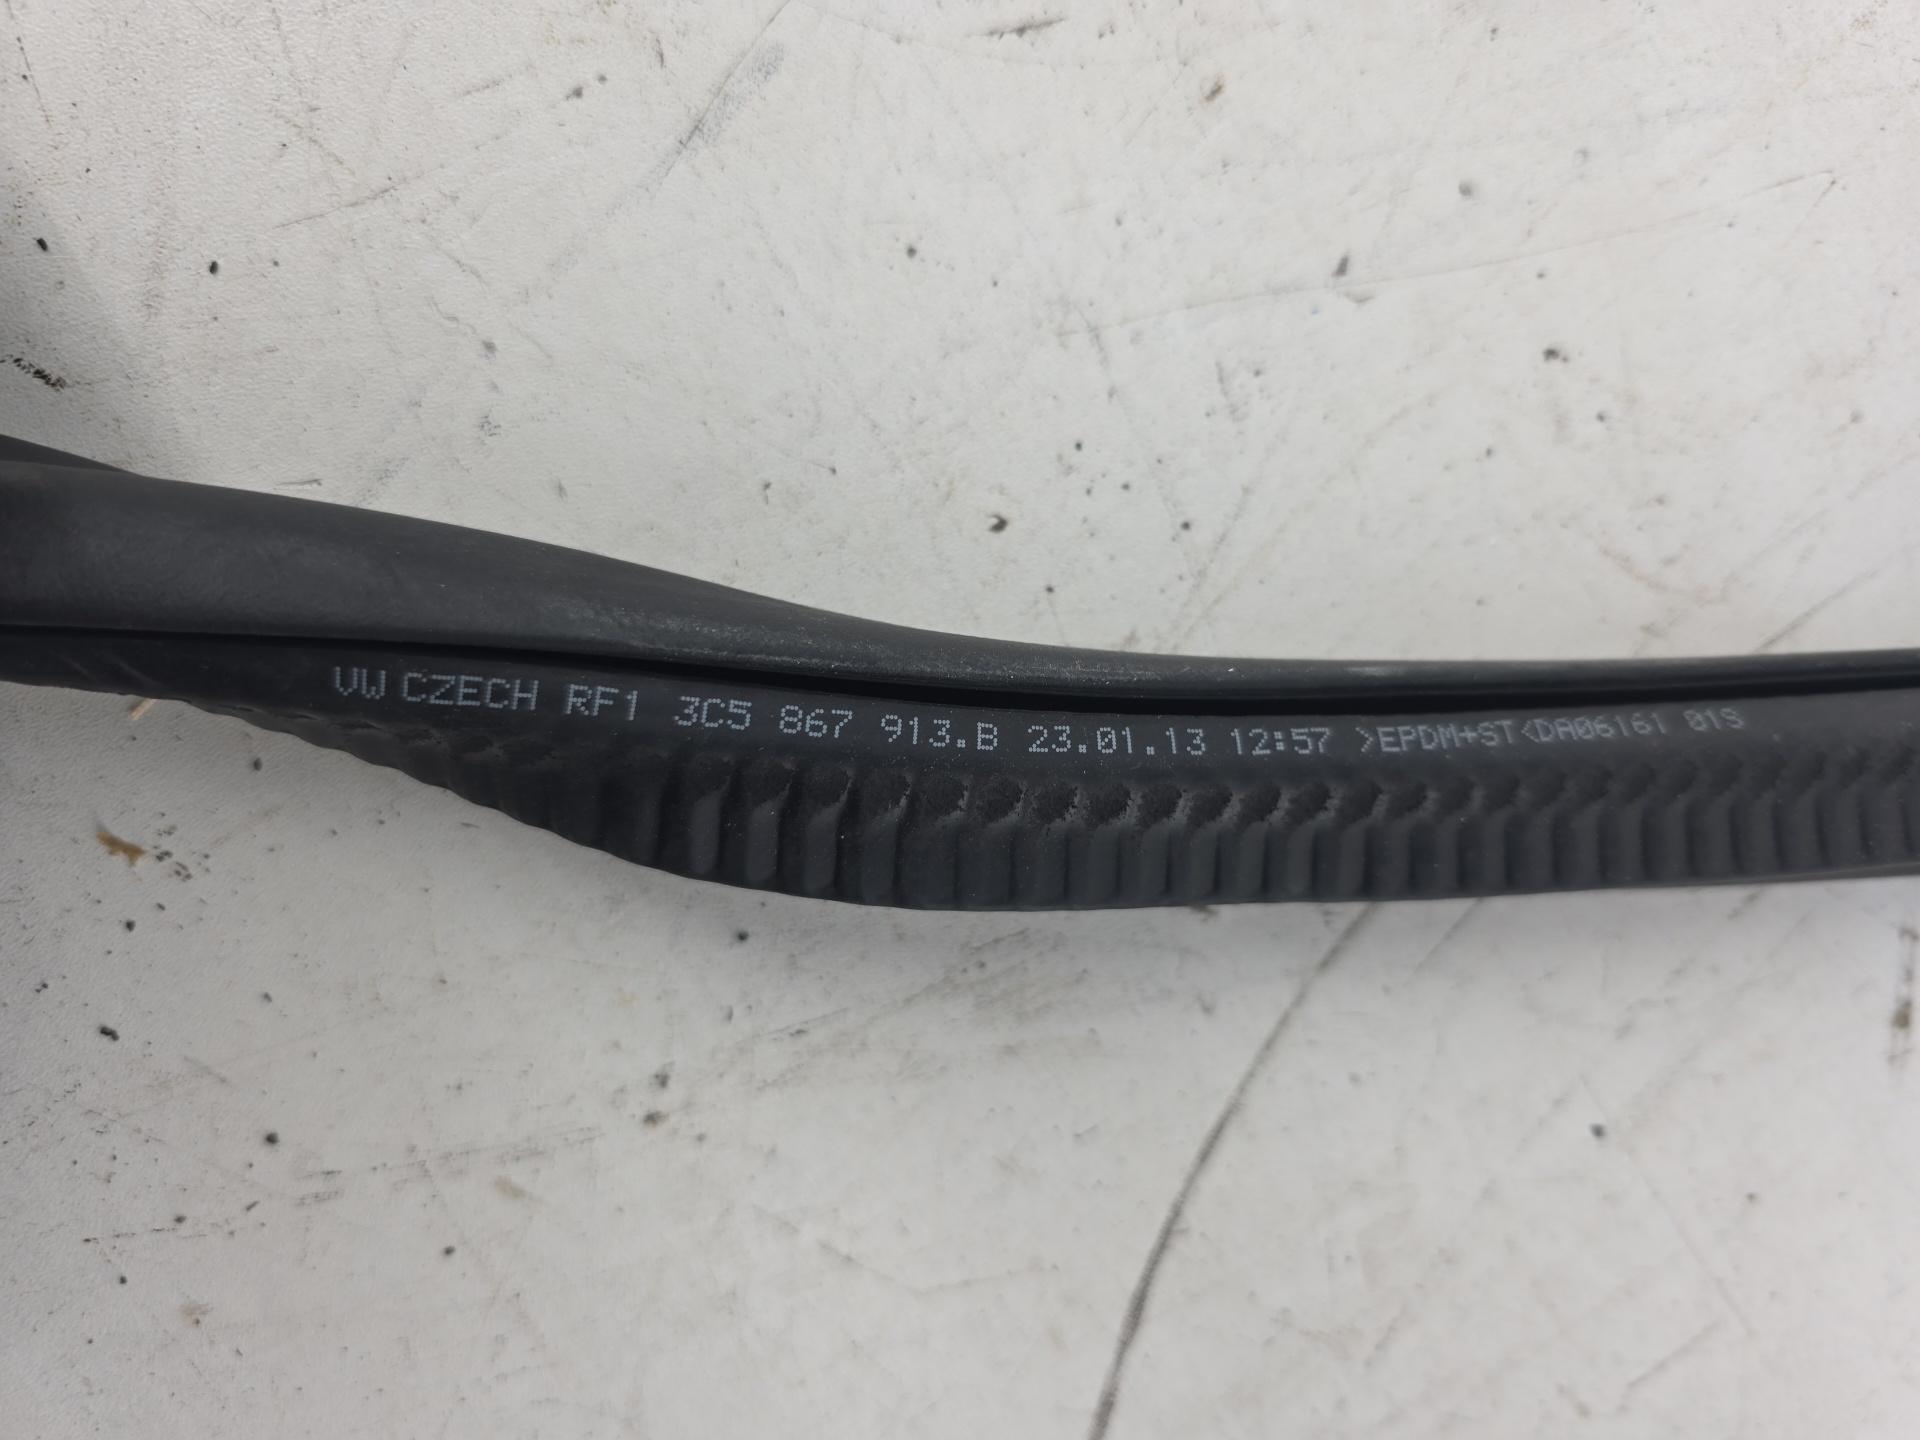 VW CZECH RF1 3C5 867 913.B 23.01.13 12:57 >EPDM+ST<DA06161 01S